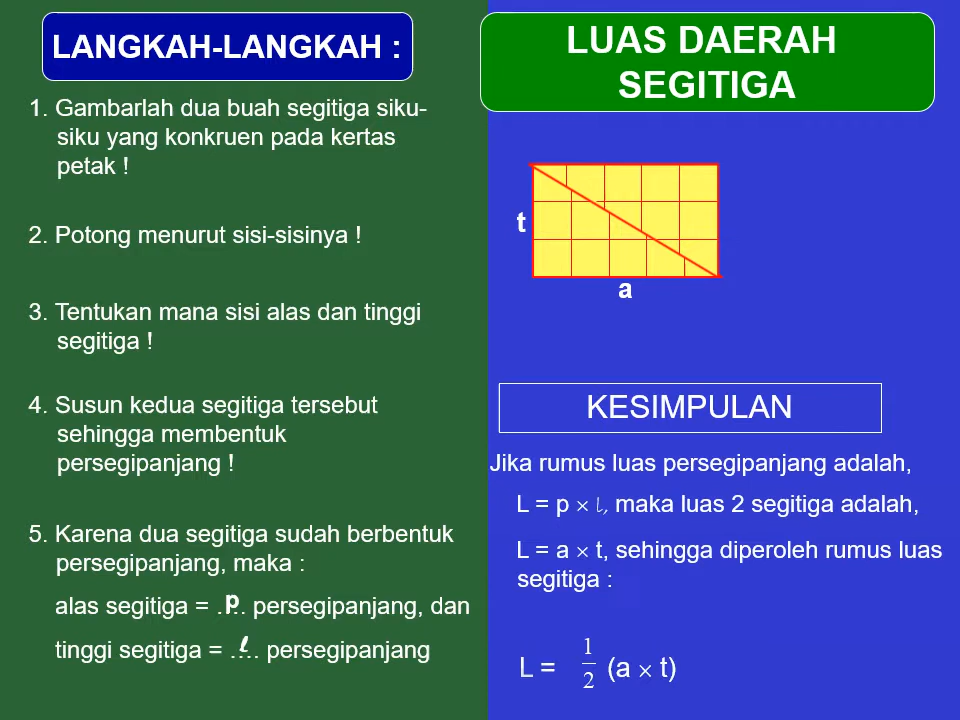 LANGKAH-LANGKAH :
1. Gambarlah dua buah segitiga siku-
siku yang konkruen pada kertas
petak !
2. Potong menurut sisi-sisinya !
3. Tentukan mana sisi alas dan tinggi
segitiga !
4. Susun kedua segitiga tersebut
sehingga membentuk
persegipanjang !
5. Karena dua segitiga sudah berbentuk
persegipanjang, maka :
alas segitiga = .p. persegipanjang, dan
tinggi segitiga = .ℓ.. persegipanjang
LUAS DAERAH
SEGITIGA
t
a
KESIMPULAN
Jika rumus luas persegipanjang adalah,
L = p × l, maka luas 2 segitiga adalah,
L = a × t, sehingga diperoleh rumus luas
segitiga :
L = 1/2 (a × t)